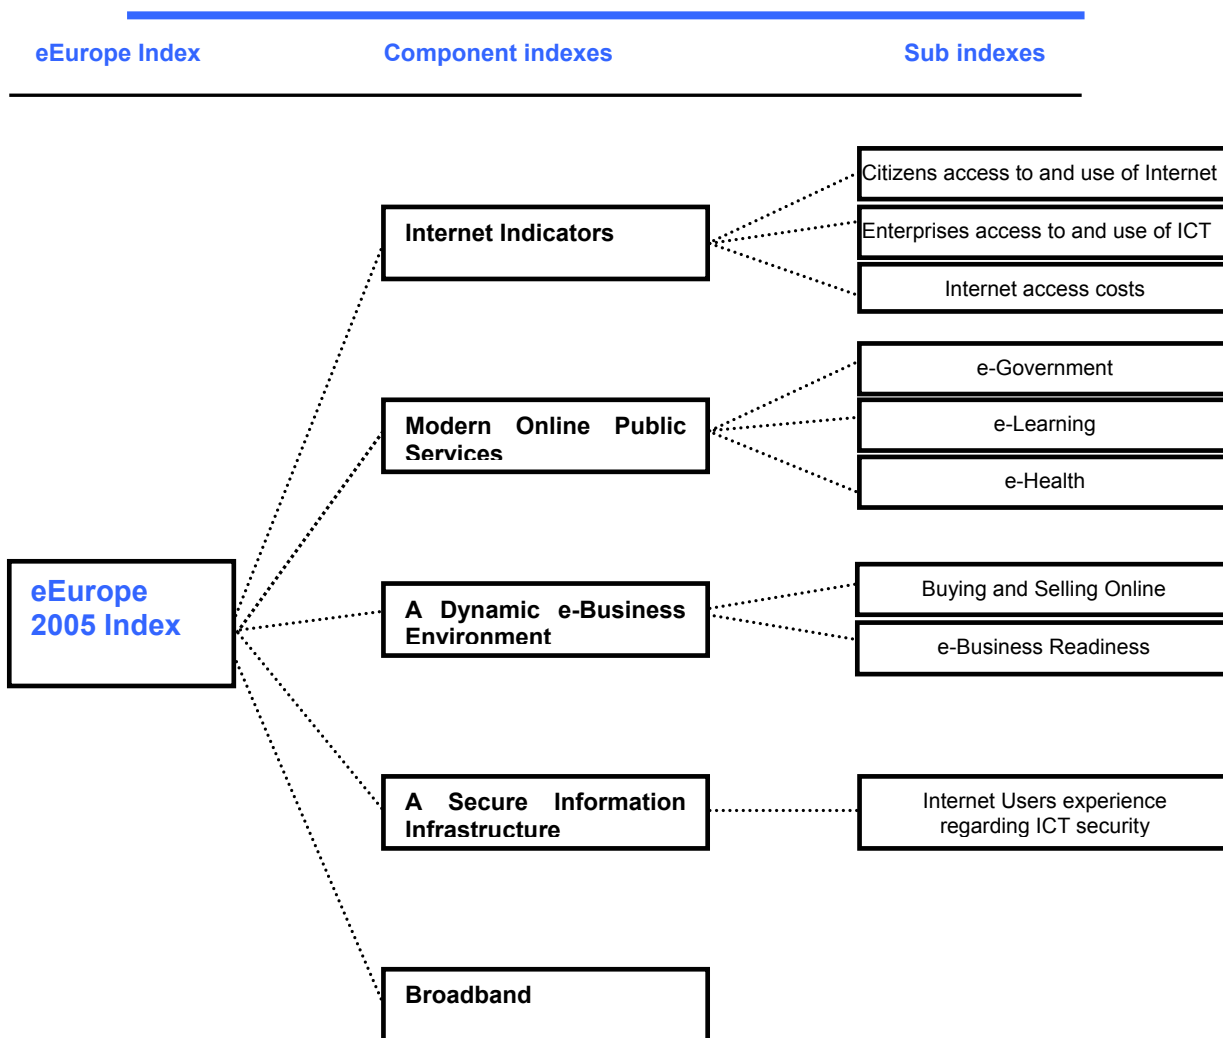 eEurope Index
Component indexes
Sub indexes
Citizens access to and use of Internet
Internet Indicators
Enterprises access to and use of ICT
Internet access costs
e-Government
Modern Online Public
Services
e-Learning
e-Health
eEurope
2005 Index
A Dynamic e-Business
Environment
Buying and Selling Online
e-Business Readiness
A Secure Information
Infrastructure
Internet Users experience
regarding ICT security
Broadband